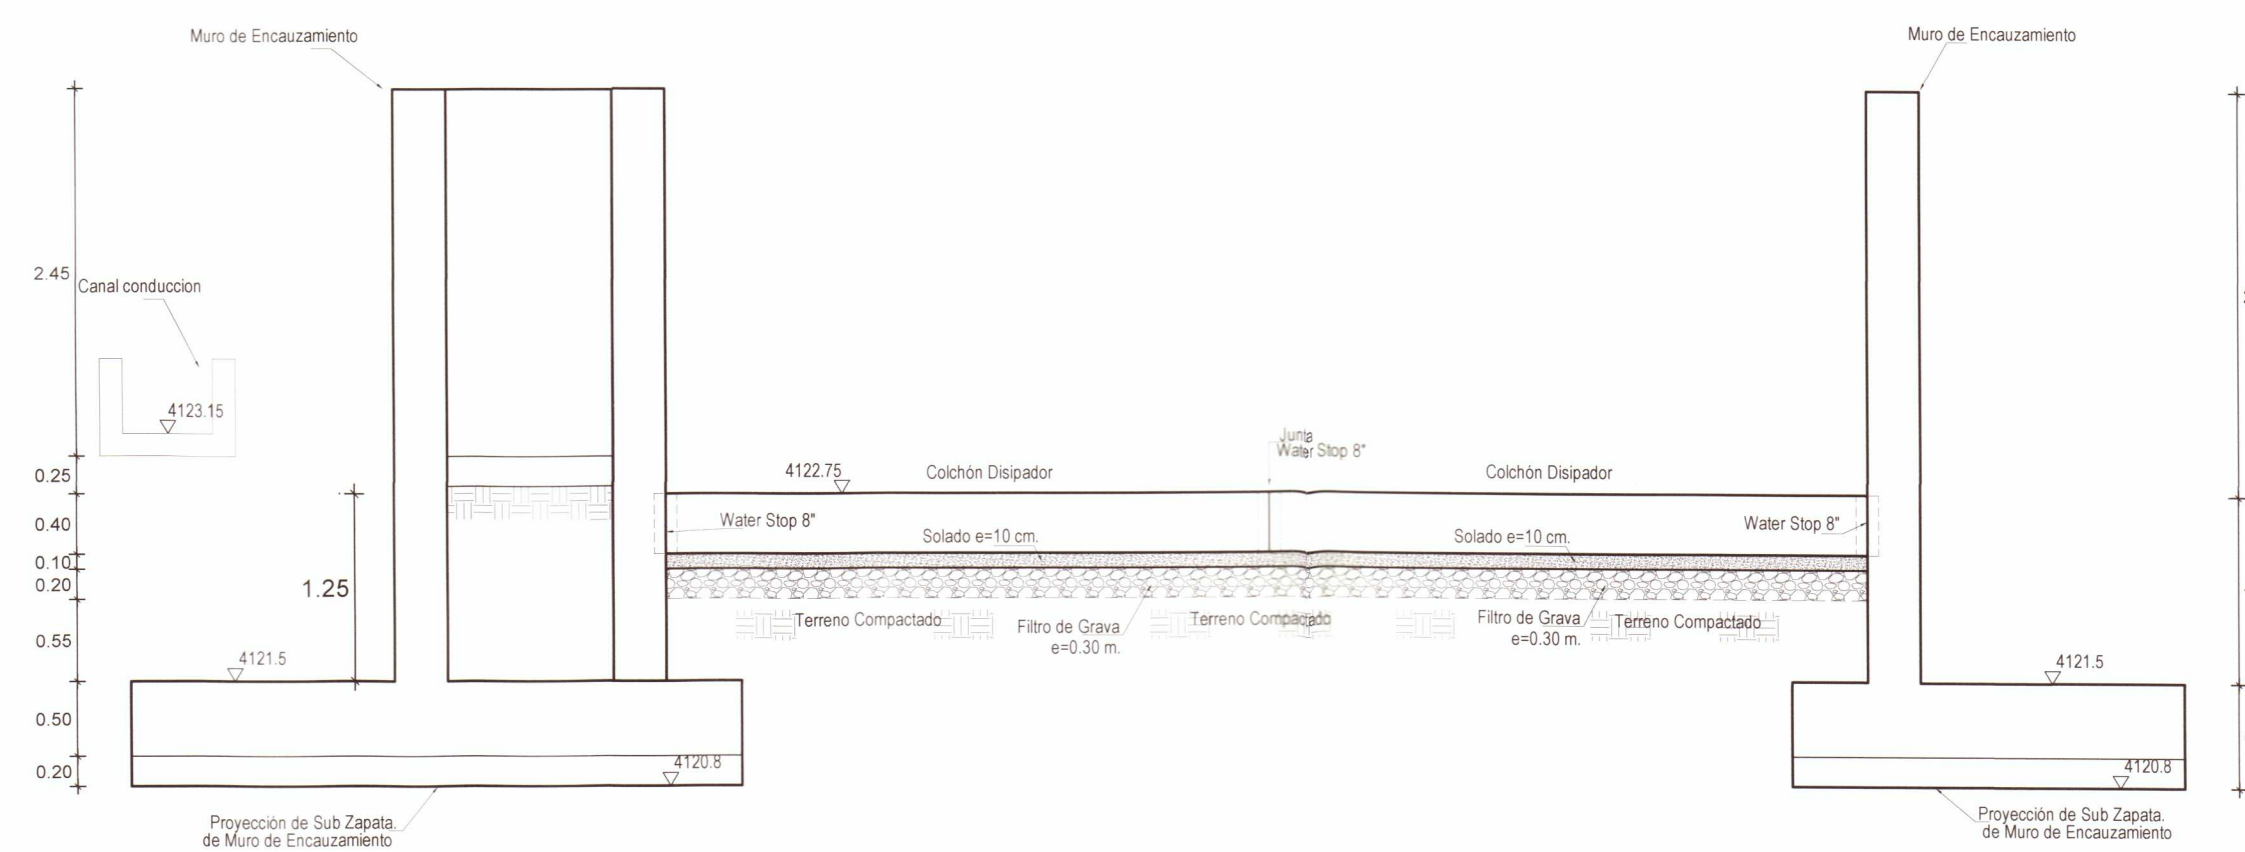 Muro de Encauzamiento
Muro de Encauzamiento
2.45
Canal conduccion
4123.15
0.25
0.40
0.10
0.20
0.55
0.50
0.20
1.25
4122.75
Colchón Disipador
Junta
Water Stop 8"
Colchón Disipador
Water Stop 8"
Water Stop 8"
Solado e=10 cm.
Solado e=10 cm.
Terreno Compactado
Filtro de Grava
e=0.30 m.
Terreno Compactado
Filtro de Grava
e=0.30 m.
Terreno Compactado
4121.5
4121.5
4120.8
4120.8
Proyección de Sub Zapata.
de Muro de Encauzamiento
Proyección de Sub Zapata.
de Muro de Encauzamiento